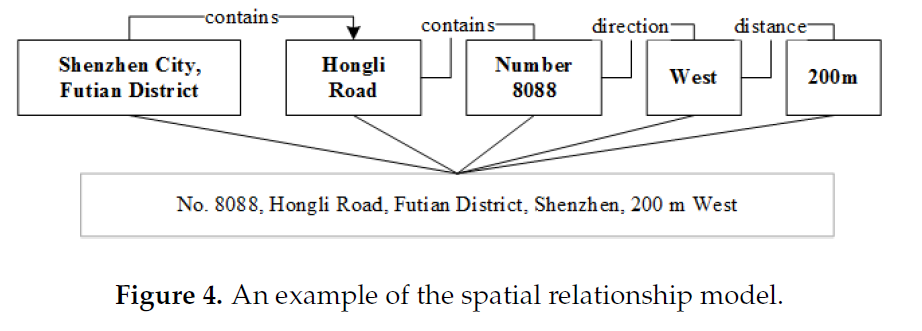 contains
contains
direction
distance
Shenzhen City,
Futian District
Hongli
Road
Number
8088
West
200m
No. 8088, Hongli Road, Futian District, Shenzhen, 200 m West
Figure 4. An example of the spatial relationship model.